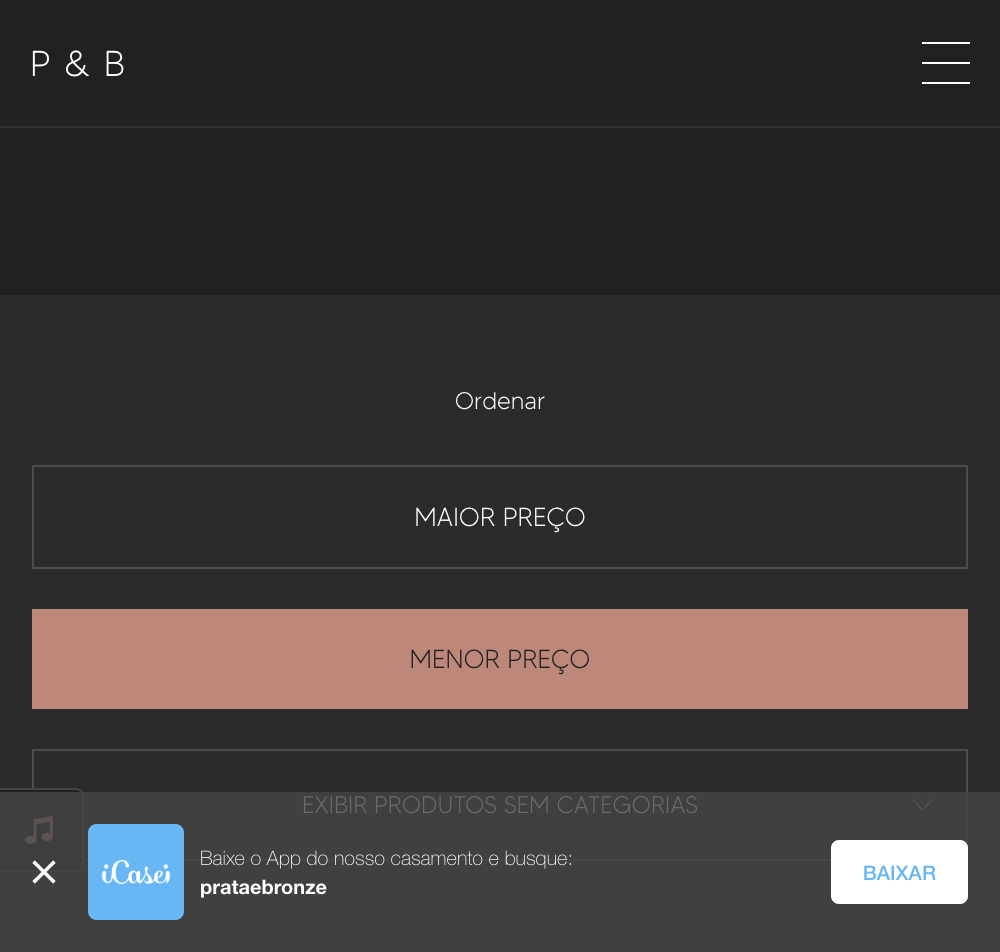 P & B
Ordenar
MAIOR PREÇO
MENOR PREÇO
EXIBIR PRODUTOS SEM CATEGORIAS
iCasei
Baixe o App do nosso casamento e busque:
prataebronze
BAIXAR